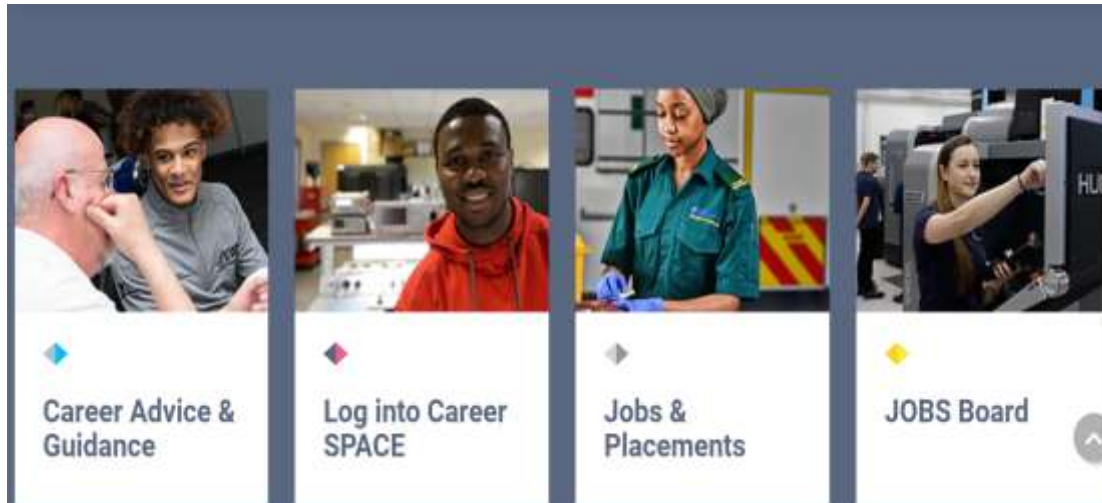 Career Advice &
Guidance
Log into Career
SPACE
Jobs &
Placements
JOBS Board